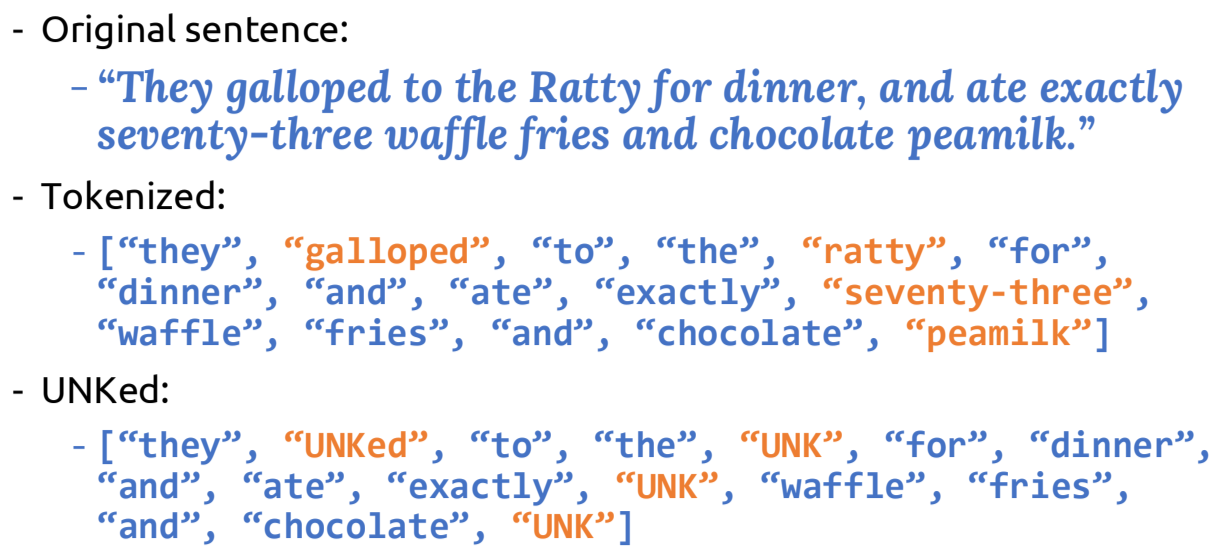 - Original sentence:
- “They galloped to the Ratty for dinner, and ate exactly
seventy-three waffle fries and chocolate peamilk.”
- Tokenized:
- [“they”, “galloped”, “to”, “the”, “ratty”, “for”,
“dinner”, “and”, “ate”, “exactly”, “seventy-three”,
“waffle”, “fries”, “and”, “chocolate”, “peamilk”]
- UNKed:
- [“they”, “UNKed”, “to”, “the”, “UNK”, “for”, “dinner”,
“and”, “ate”, “exactly”, “UNK”, “waffle”, “fries”,
“and”, “chocolate”, “UNK”]